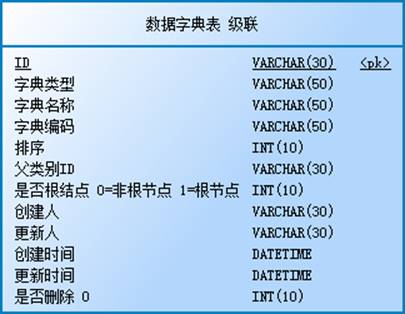 数据字典表 级联
ID VARCHAR(30) <pk>
字典类型 VARCHAR(50)
字典名称 VARCHAR(50)
字典编码 VARCHAR(50)
排序 INT(10)
父类别ID VARCHAR(30)
是否根结点 0=非根节点 1=根节点 INT(10)
创建人 VARCHAR(30)
更新人 VARCHAR(30)
创建时间 DATETIME
更新时间 DATETIME
是否删除 0 INT(10)